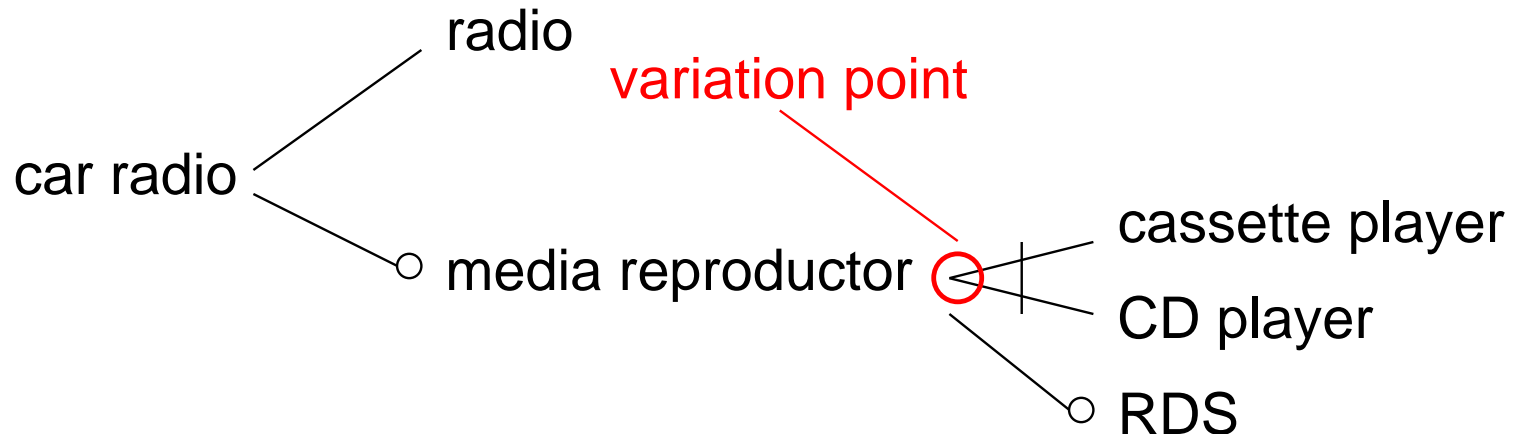 radio
variation point
car radio
cassette player
media reproductor
CD player
RDS